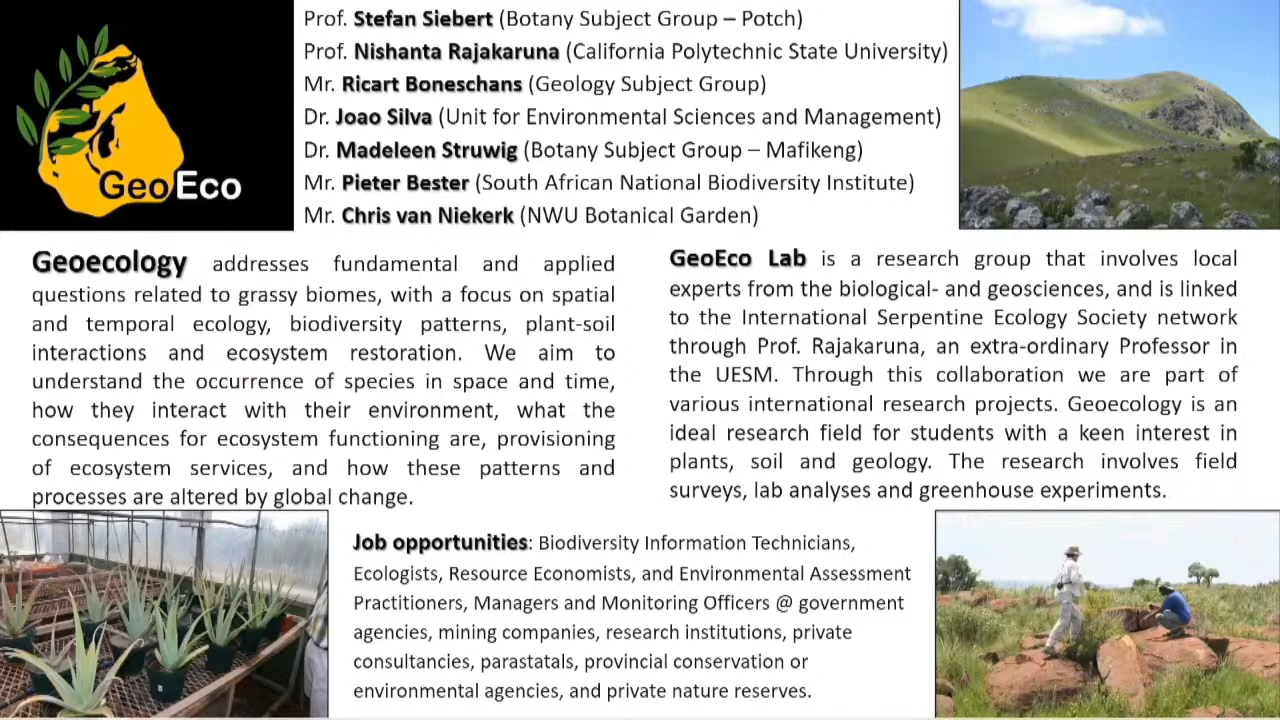 GeoEco
Prof. Stefan Siebert (Botany Subject Group – Potch)
Prof. Nishanta Rajakaruna (California Polytechnic State University)
Mr. Ricart Boneschans (Geology Subject Group)
Dr. Joao Silva (Unit for Environmental Sciences and Management)
Dr. Madeleen Struwig (Botany Subject Group – Mafikeng)
Mr. Pieter Bester (South African National Biodiversity Institute)
Mr. Chris van Niekerk (NWU Botanical Garden)
Geoecology addresses fundamental and applied
questions related to grassy biomes, with a focus on spatial
and temporal ecology, biodiversity patterns, plant-soil
interactions and ecosystem restoration. We aim to
understand the occurrence of species in space and time,
how they interact with their environment, what the
consequences for ecosystem functioning are, provisioning
of ecosystem services, and how these patterns and
processes are altered by global change.
GeoEco Lab is a research group that involves local
experts from the biological- and geosciences, and is linked
to the International Serpentine Ecology Society network
through Prof. Rajakaruna, an extra-ordinary Professor in
the UESM. Through this collaboration we are part of
various international research projects. Geoecology is an
ideal research field for students with a keen interest in
plants, soil and geology. The research involves field
surveys, lab analyses and greenhouse experiments.
Job opportunities: Biodiversity Information Technicians,
Ecologists, Resource Economists, and Environmental Assessment
Practitioners, Managers and Monitoring Officers @ government
agencies, mining companies, research institutions, private
consultancies, parastatals, provincial conservation or
environmental agencies, and private nature reserves.